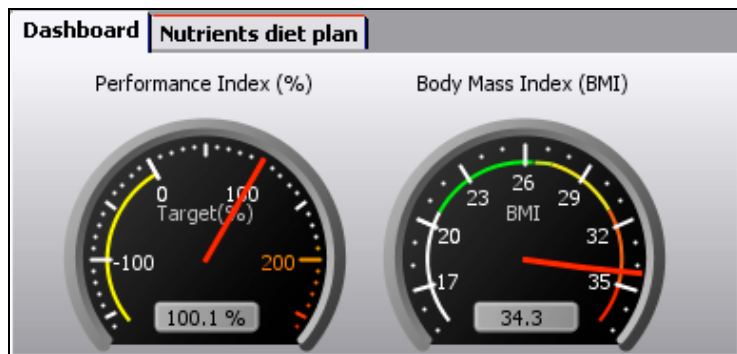 Dashboard Nutrients diet plan
Performance Index (%) Body Mass Index (BMI)
0 100
Target(%)
-100 200
100.1 %
26
23 29
BMI
20 32
17 35
34.3